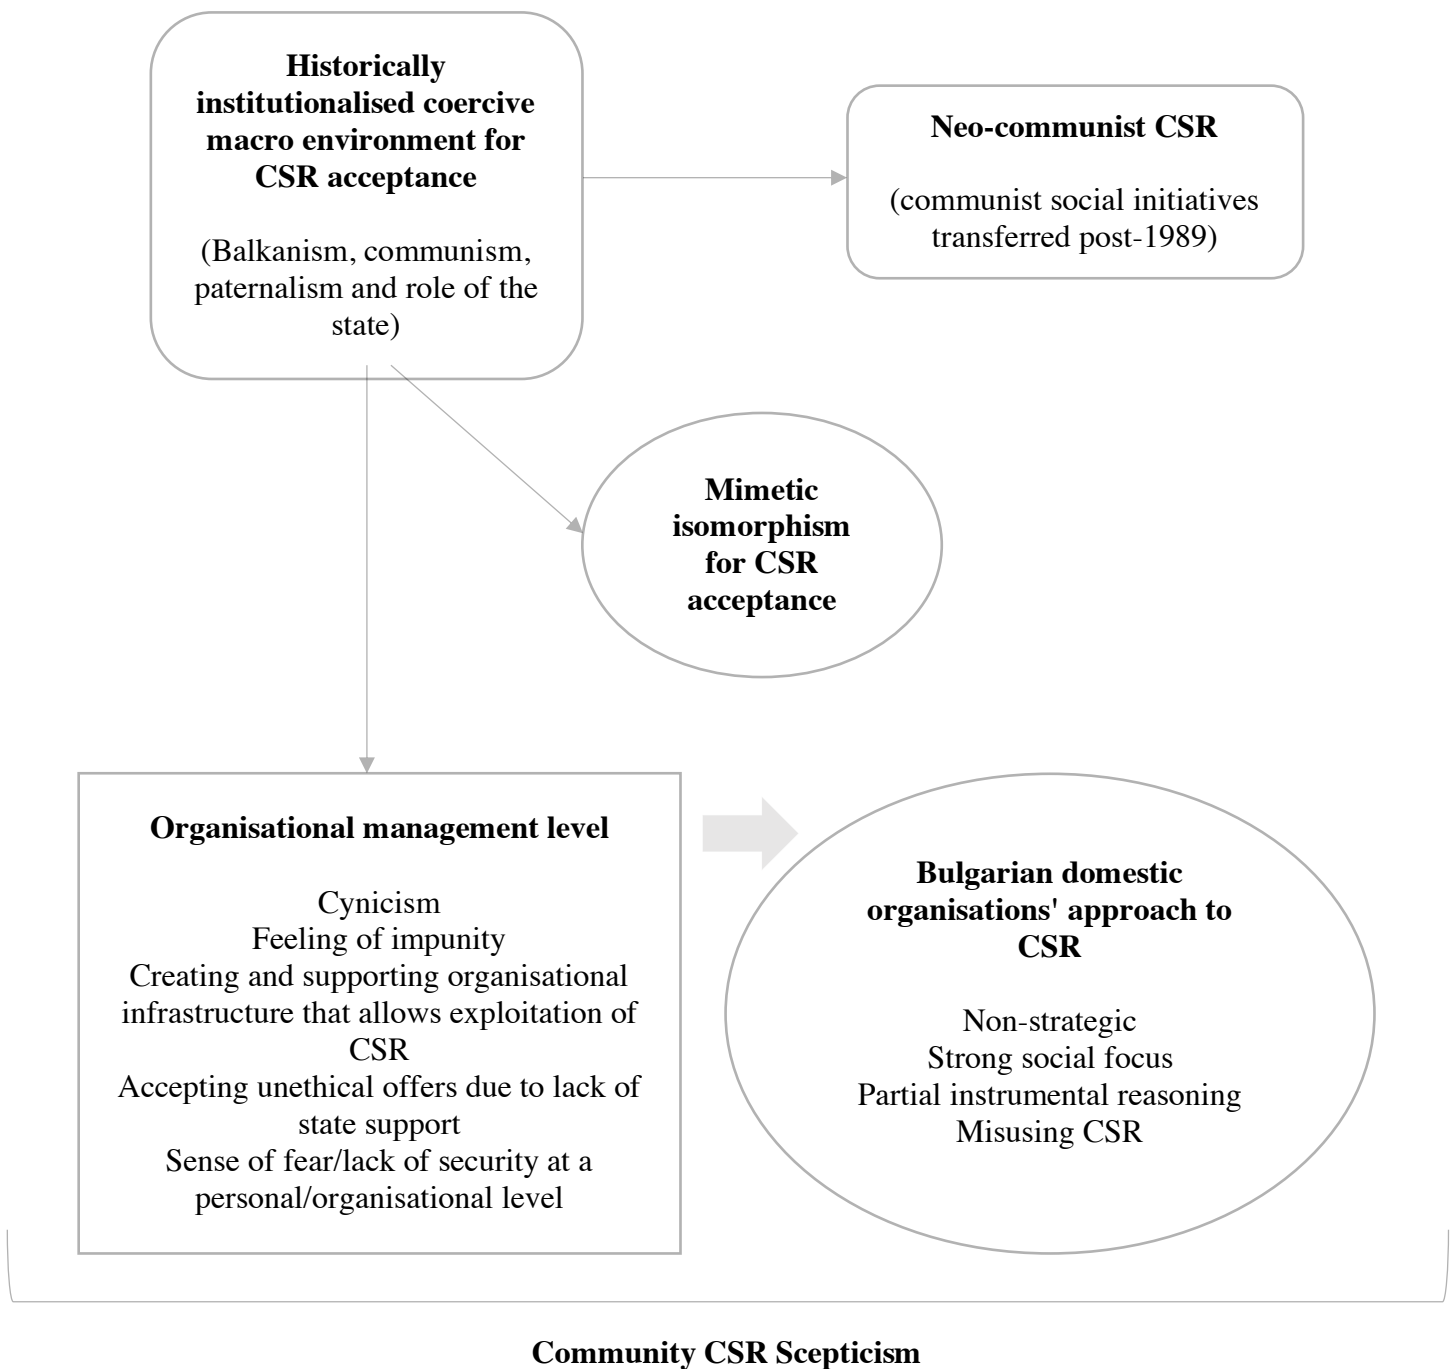 Historically
institutionalised coercive
macro environment for
CSR acceptance
(Balkanism, communism,
paternalism and role of the
state)
Neo-communist CSR
(communist social initiatives
transferred post-1989)
Mimetic
isomorphism
for CSR
acceptance
Organisational management level
Cynicism
Feeling of impunity
Creating and supporting organisational
infrastructure that allows exploitation of
CSR
Accepting unethical offers due to lack of
state support
Sense of fear/lack of security at a
personal/organisational level
Bulgarian domestic
organisations' approach to
CSR
Non-strategic
Strong social focus
Partial instrumental reasoning
Misusing CSR
Community CSR Scepticism